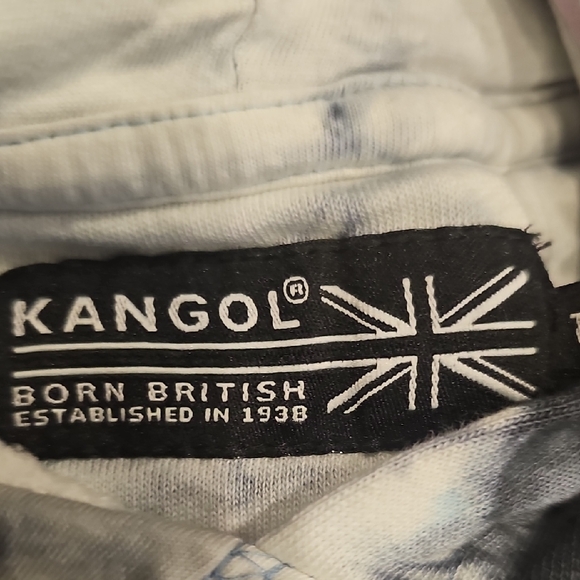 KANGOL®
BORN BRITISH
ESTABLISHED IN 1938